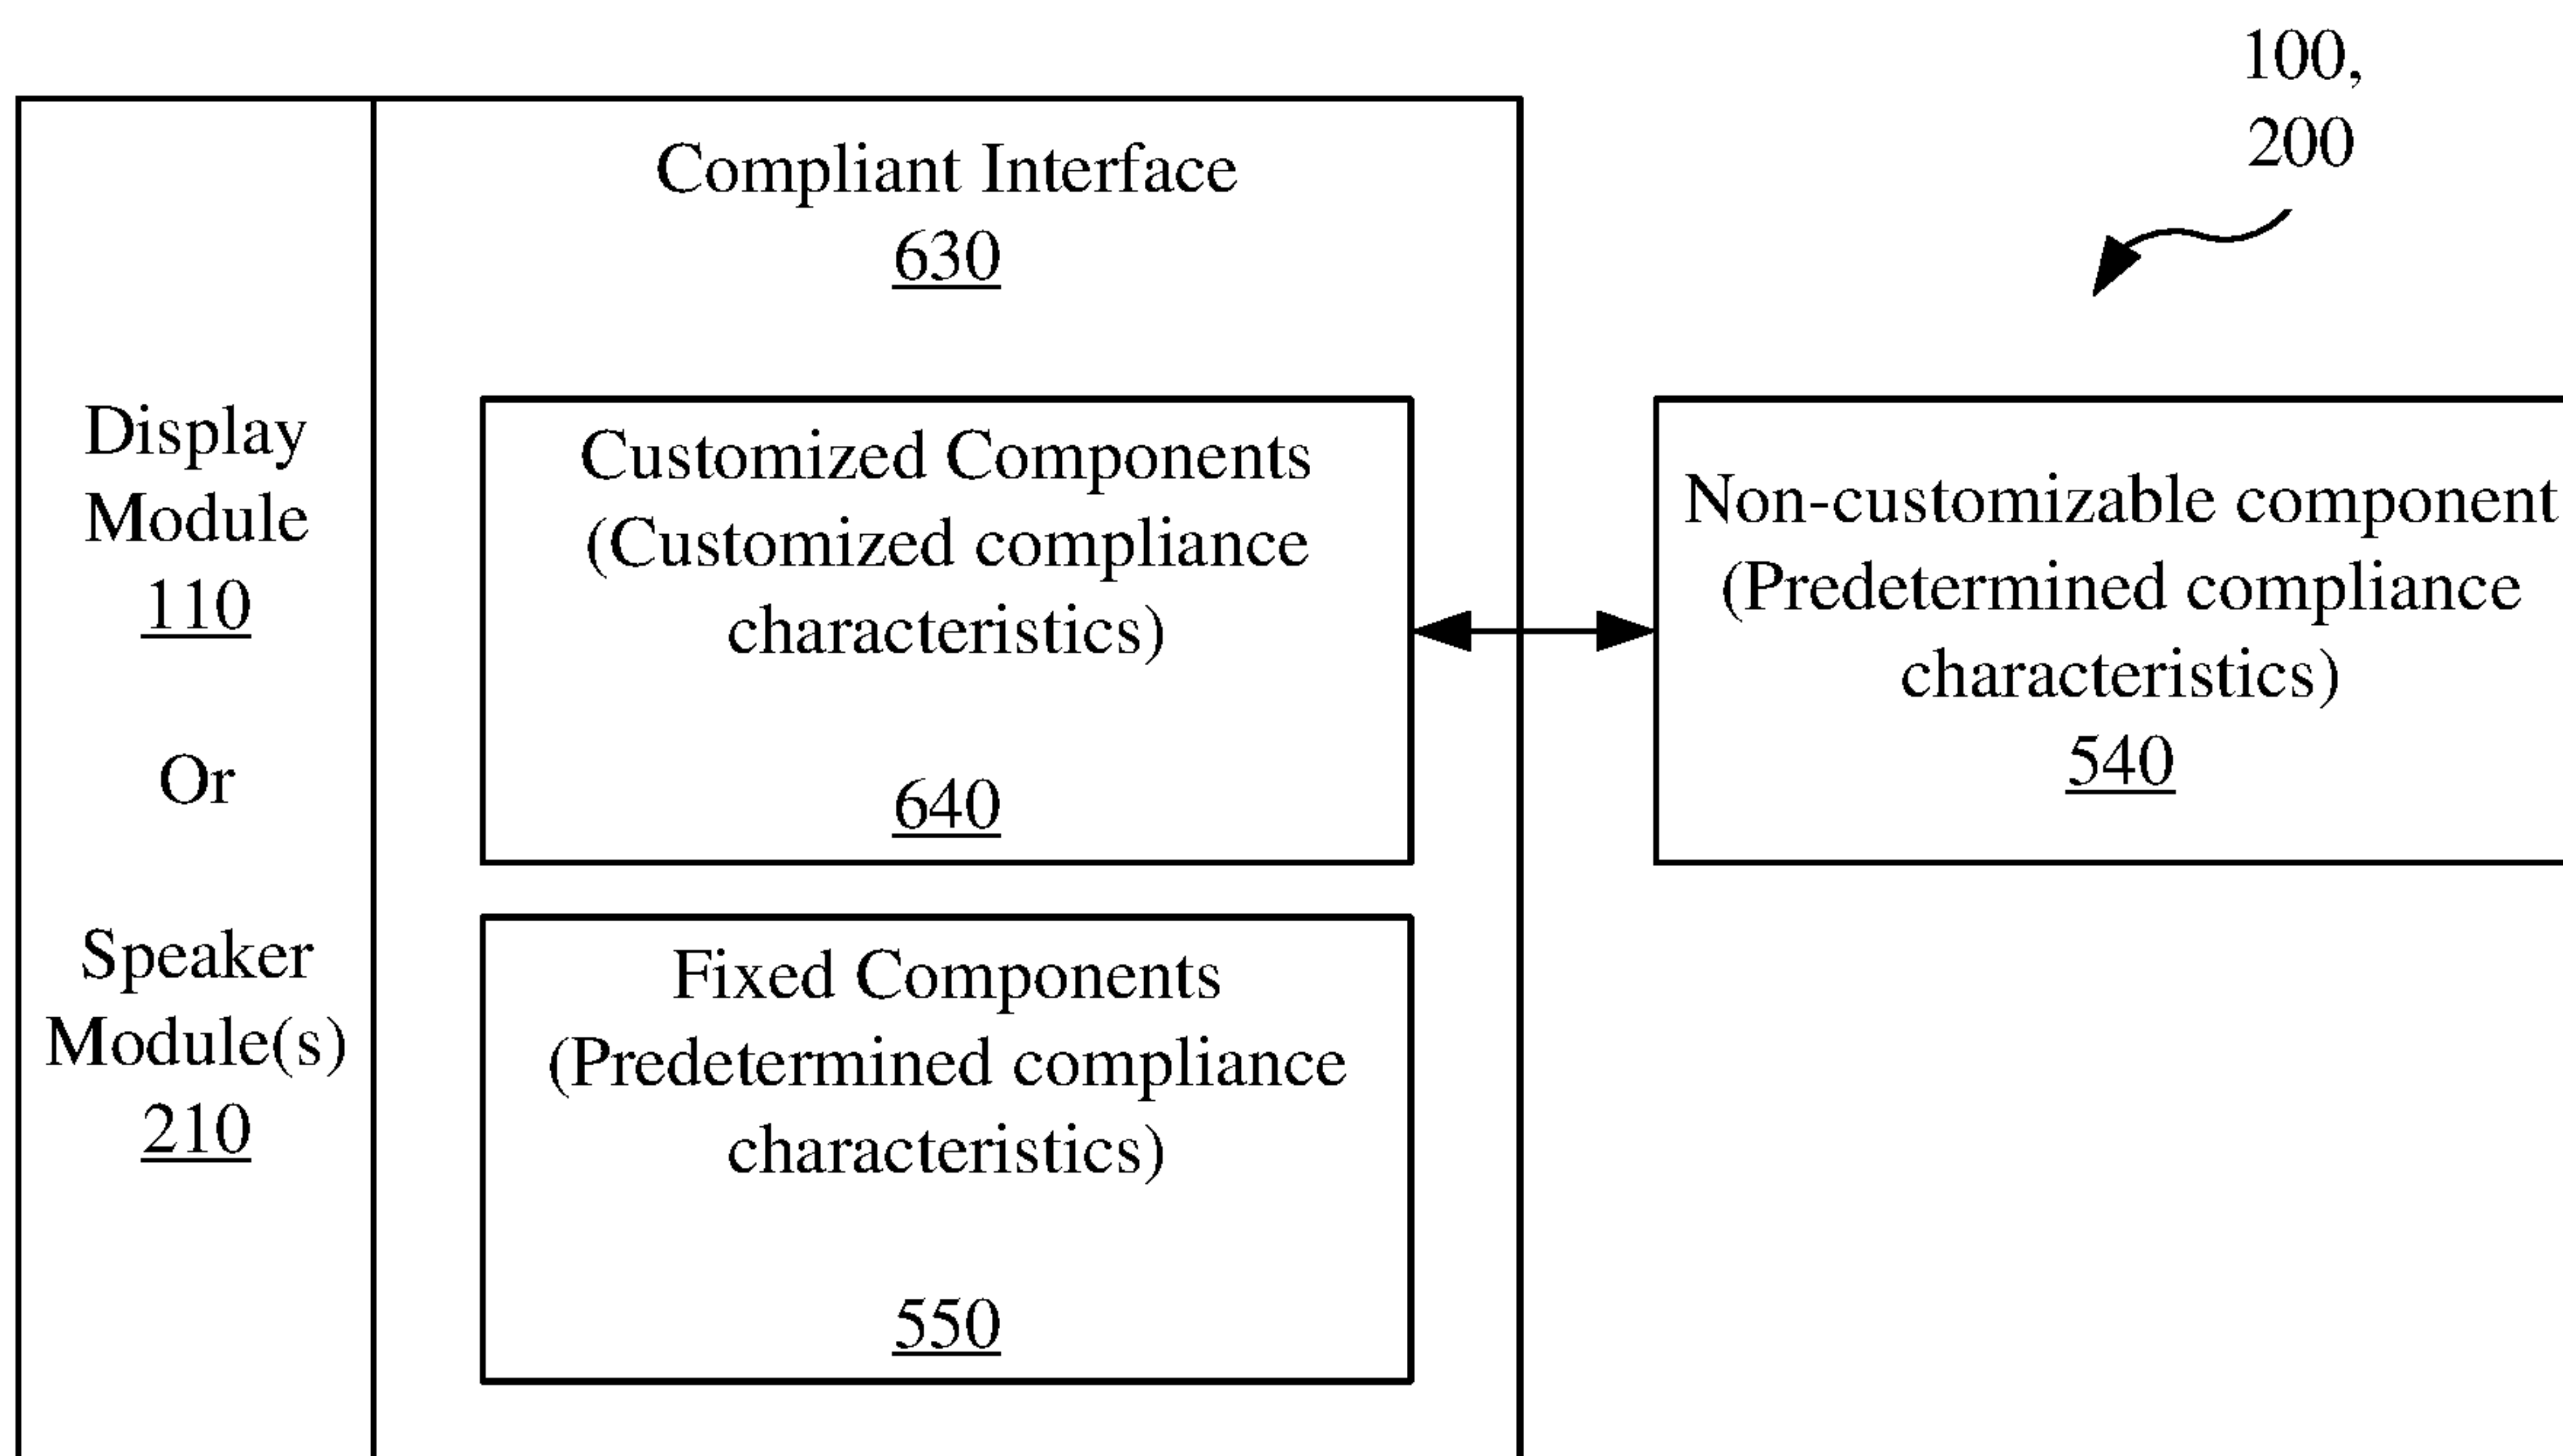 100,
200
Compliant Interface
630
Display
Module
110
Or
Speaker
Module(s)
210
Customized Components
(Customized compliance
characteristics)
640
Non-customizable component
(Predetermined compliance
characteristics)
540
Fixed Components
(Predetermined compliance
characteristics)
550